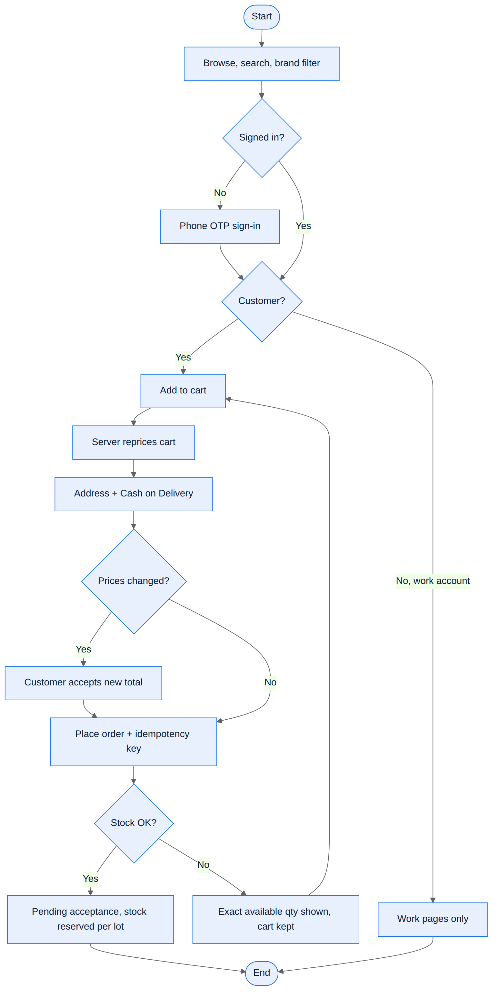 Start
Browse, search, brand filter
Signed in?
No
Phone OTP sign-in
Yes
Customer?
Yes
Add to cart
Server reprices cart
Address + Cash on Delivery
Prices changed?
No, work account
Yes
Customer accepts new total
No
Place order + idempotency
key
Stock OK?
No
Yes
Pending acceptance, stock
reserved per lot
Exact available qty shown,
cart kept
Work pages only
End